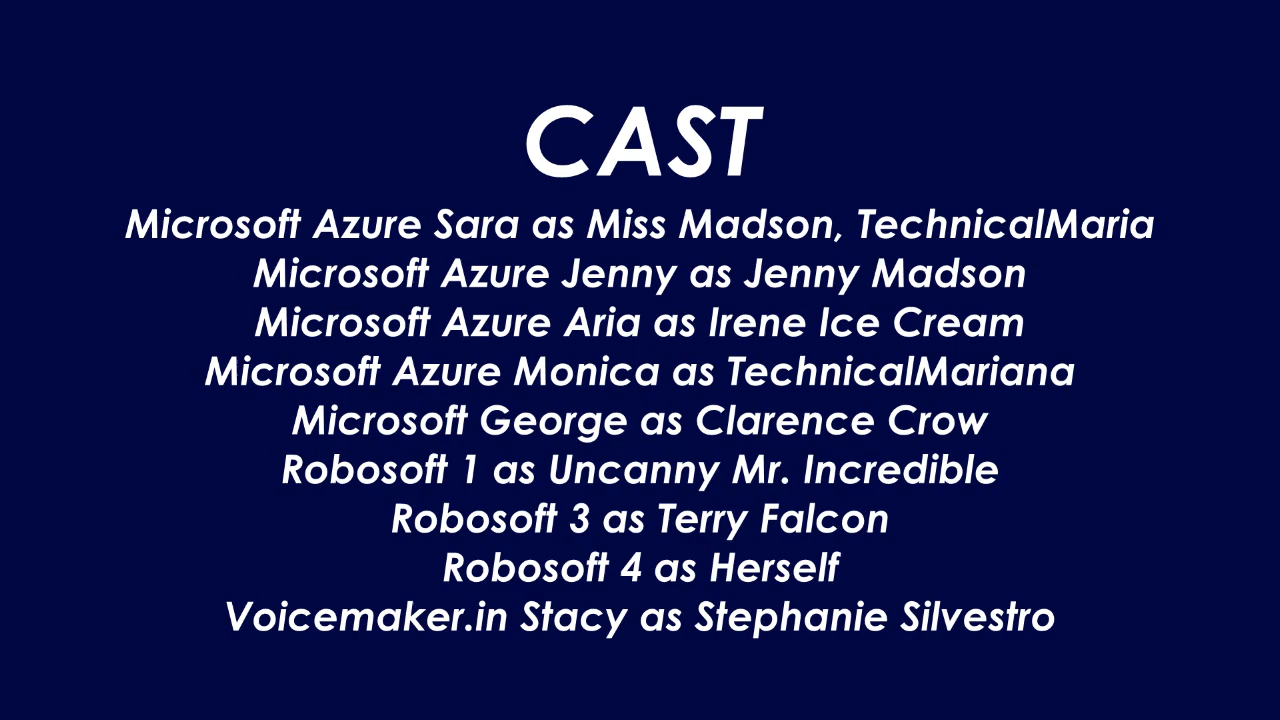 CAST
Microsoft Azure Sara as Miss Madson, TechnicalMaria
Microsoft Azure Jenny as Jenny Madson
Microsoft Azure Aria as Irene Ice Cream
Microsoft Azure Monica as TechnicalMariana
Microsoft George as Clarence Crow
Robosoft 1 as Uncanny Mr. Incredible
Robosoft 3 as Terry Falcon
Robosoft 4 as Herself
Voicemaker.in Stacy as Stephanie Silvestro